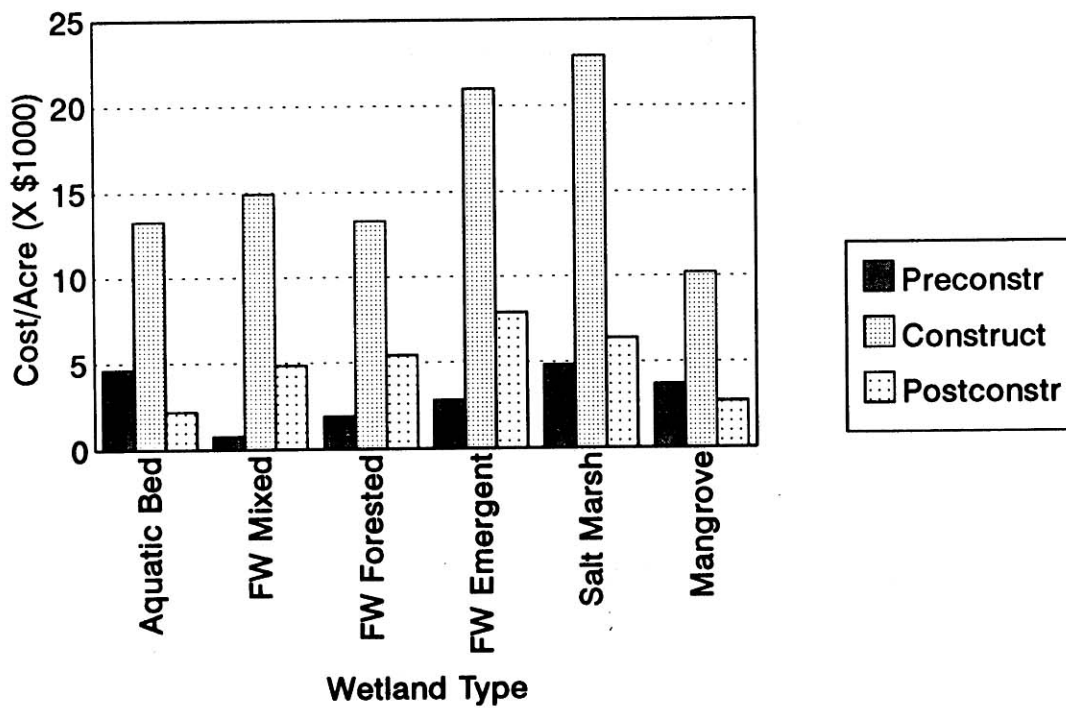 Cost/Acre (X $1000)
25
20
15
10
5
0
Aquatic Bed
FW Mixed
FW Forested
FW Emergent
Salt Marsh
Mangrove
Wetland Type
Preconstr
Construct
Postconstr